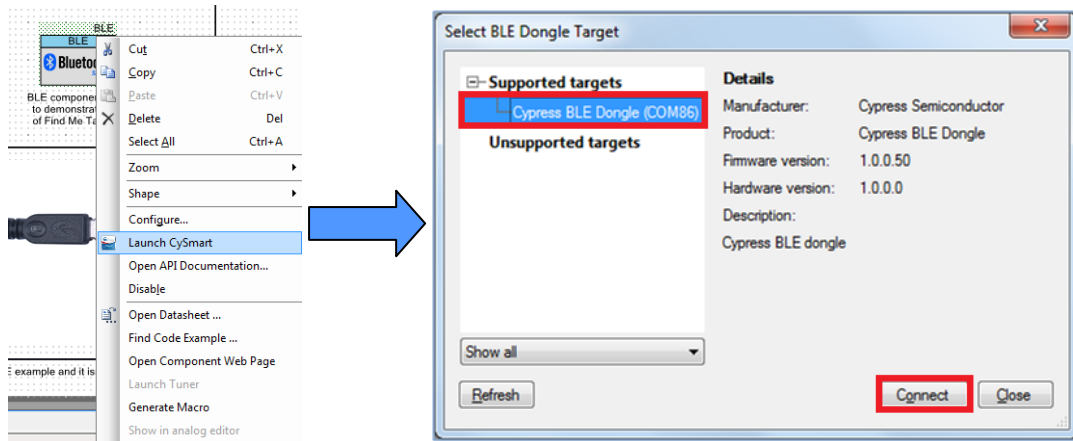 BLE
BLE
Bluetoo
BLE componen
to demonstrat
of Find Me Ta
E example and it is
Cut Ctrl+X
Copy Ctrl+C
Paste Ctrl+V
Delete Del
Select All Ctrl+A
Zoom
Shape
Configure...
Launch CySmart
Open API Documentation...
Disable
Open Datasheet ...
Find Code Example ...
Open Component Web Page
Launch Tuner
Generate Macro
Show in analog editor
Select BLE Dongle Target
Supported targets
Cypress BLE Dongle (COM86)
Unsupported targets
Show all
Refresh
Details
Manufacturer: Cypress Semiconductor
Product: Cypress BLE Dongle
Firmware version: 1.0.0.50
Hardware version: 1.0.0.0
Description:
Cypress BLE dongle
Connect Close